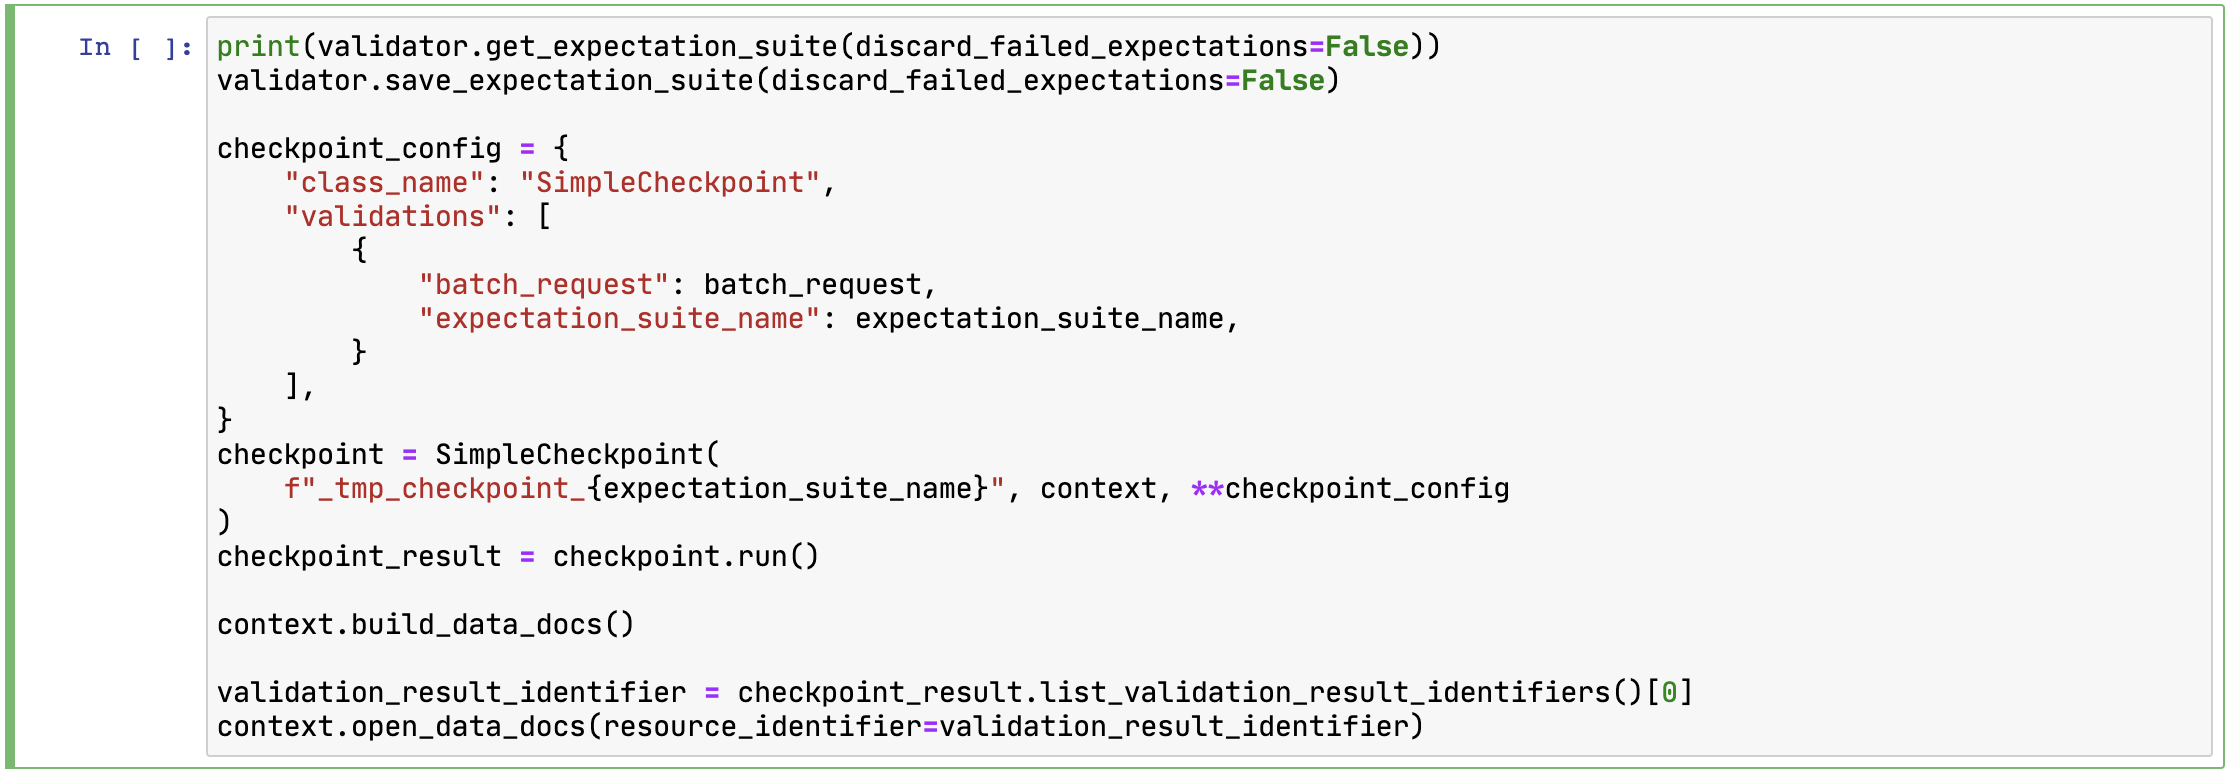 In [ ]:
print(validator.get_expectation_suite(discard_failed_expectations=False))
validator.save_expectation_suite(discard_failed_expectations=False)

checkpoint_config = {
    "class_name": "SimpleCheckpoint",
    "validations": [
        {
            "batch_request": batch_request,
            "expectation_suite_name": expectation_suite_name,
        }
    ],
}
checkpoint = SimpleCheckpoint(
    f"_tmp_checkpoint_{expectation_suite_name}", context, **checkpoint_config
)
checkpoint_result = checkpoint.run()

context.build_data_docs()

validation_result_identifier = checkpoint_result.list_validation_result_identifiers()[0]
context.open_data_docs(resource_identifier=validation_result_identifier)